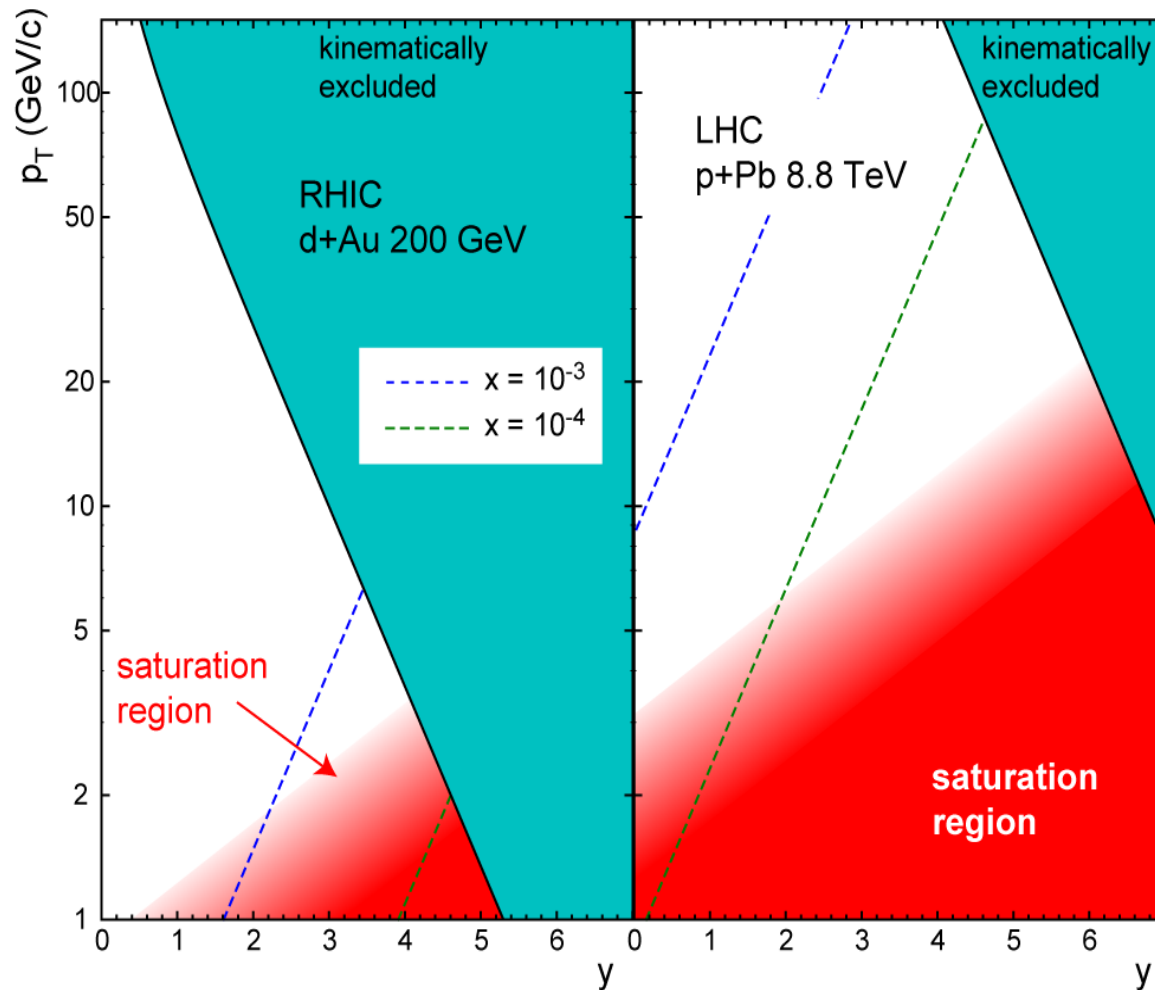 p_T (GeV/c)
100
50
20
10
5
2
1
kinematically
excluded
RHIC
d+Au 200 GeV
x = 10^-3
x = 10^-4
saturation
region
0 1 2 3 4 5 6
y
kinematically
excluded
LHC
p+Pb 8.8 TeV
saturation
region
0 1 2 3 4 5 6
y